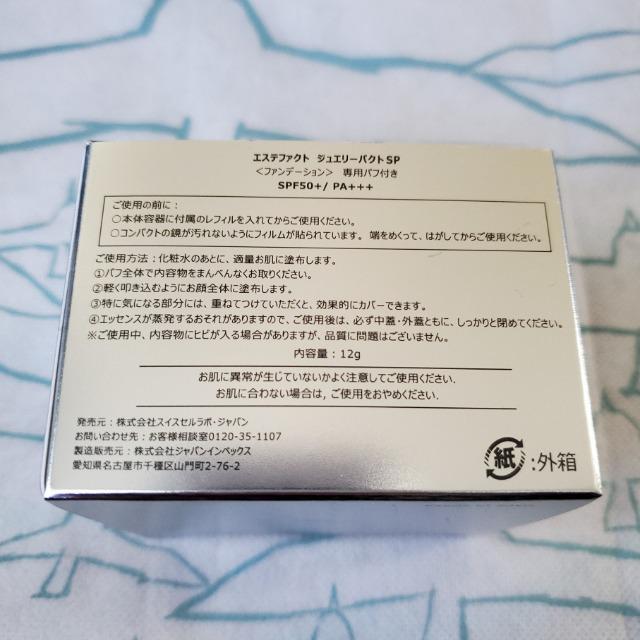 エステファクト ジュエリーパクトSP
＜ファンデーション＞ 専用パフ付き
SPF50+/ PA+++
ご使用の前に：
○本体容器に付属のレフィルを入れてからご使用ください。
○コンパクトの鏡が汚れないようにフィルムが貼られています。端をめくって、はがしてからご使用ください。
ご使用方法：化粧水のあとに、適量お肌に塗布します。
①パフ全体で内容物をまんべんなくお取りください。
②軽く叩き込むようにお顔全体に塗布します。
③特に気になる部分には、重ねてつけていただくと、効果的にカバーできます。
④エッセンスが蒸発するおそれがありますので、ご使用後は、必ず中蓋・外蓋ともに、しっかりと閉めてください。
※ご使用中、内容物にヒビが入る場合がありますが、品質に問題はございません。
内容量：12g
お肌に異常が生じていないかよく注意してご使用ください．
お肌に合わない場合は，ご使用をおやめください．
発売元：株式会社スイスセルラボ・ジャパン
お問い合わせ先：お客様相談室0120-35-1107
製造販売元：株式会社ジャパンインベックス
愛知県名古屋市千種区山門町2-76-2
紙：外箱